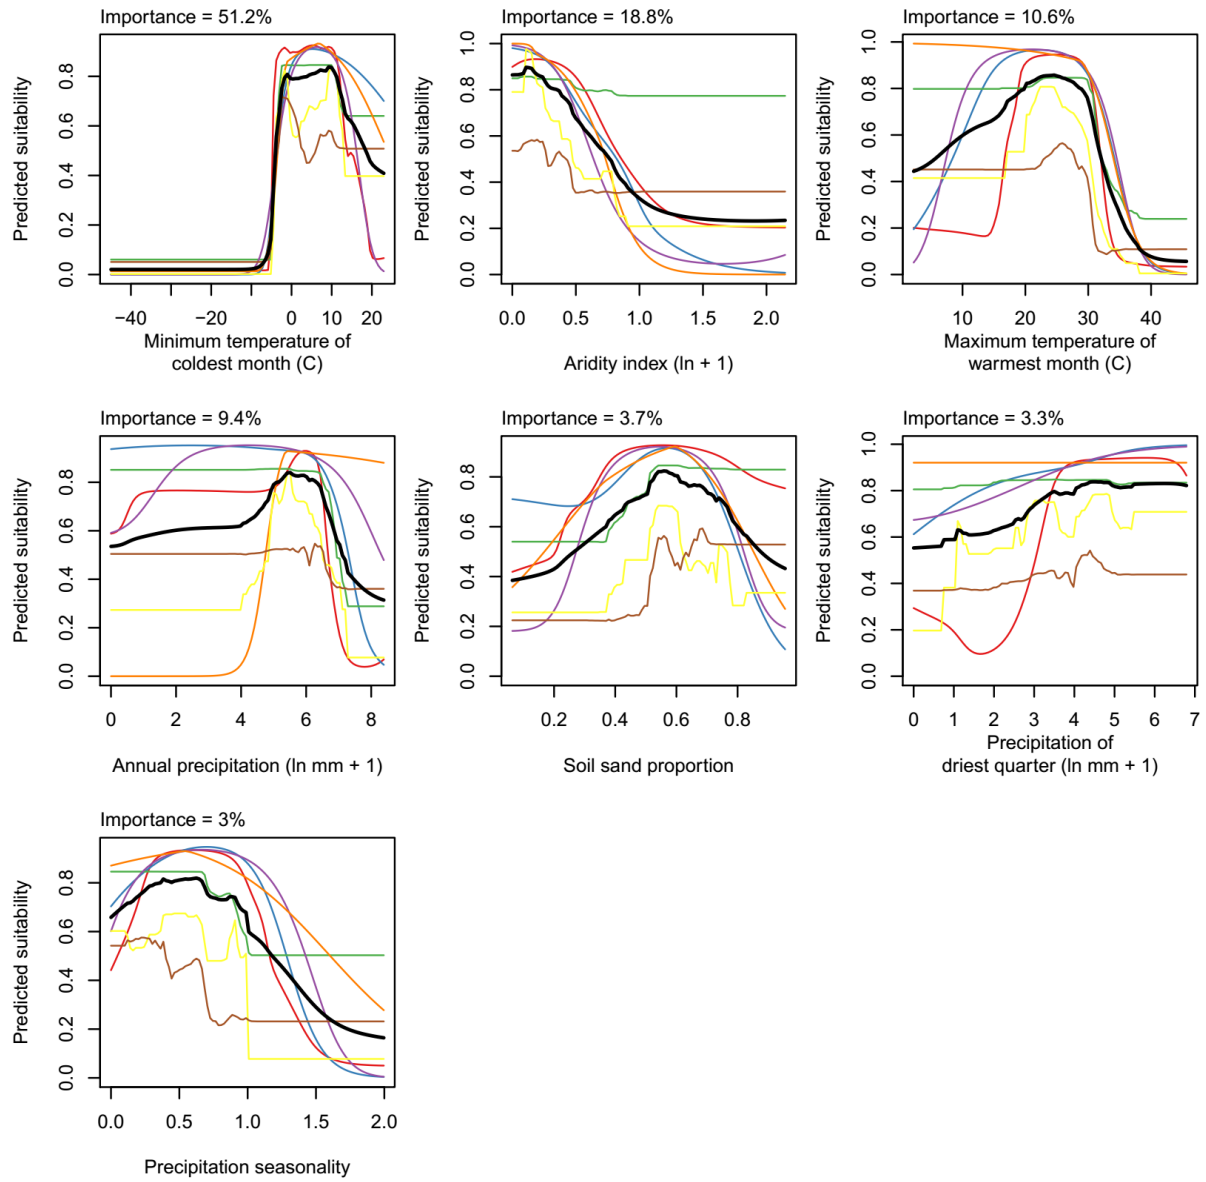 Importance = 51.2%
Predicted suitability
0.0 0.2 0.4 0.6 0.8
−40 −20 0 10 20
Minimum temperature of
coldest month (C)
Importance = 18.8%
Predicted suitability
0.0 0.2 0.4 0.6 0.8 1.0
0.0 0.5 1.0 1.5 2.0
Aridity index (ln + 1)
Importance = 10.6%
Predicted suitability
0.0 0.2 0.4 0.6 0.8 1.0
10 20 30 40
Maximum temperature of
warmest month (C)
Importance = 9.4%
Predicted suitability
0.0 0.2 0.4 0.6 0.8
0 2 4 6 8
Annual precipitation (ln mm + 1)
Importance = 3.7%
Predicted suitability
0.0 0.2 0.4 0.6 0.8
0.2 0.4 0.6 0.8
Soil sand proportion
Importance = 3.3%
Predicted suitability
0.0 0.2 0.4 0.6 0.8 1.0
0 1 2 3 4 5 6 7
Precipitation of
driest quarter (ln mm + 1)
Importance = 3%
Predicted suitability
0.0 0.2 0.4 0.6 0.8
0.0 0.5 1.0 1.5 2.0
Precipitation seasonality